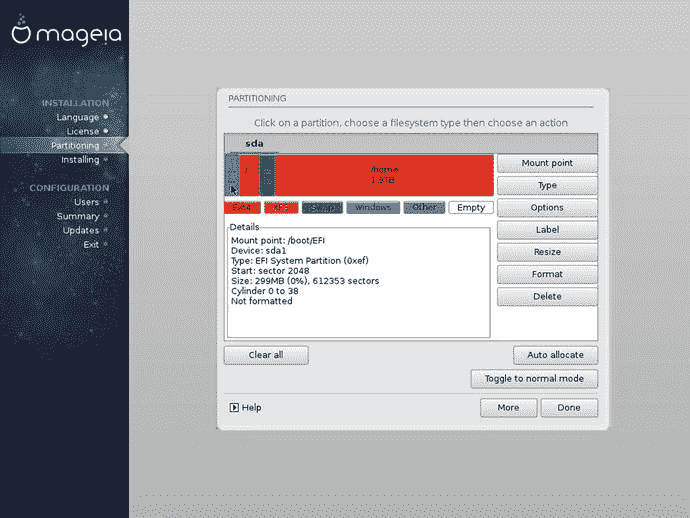 mageia
INSTALLATION
Language
License
Partitioning
Installing
CONFIGURATION
Users
Summary
Updates
Exit
PARTITIONING
Click on a partition, choose a filesystem type then choose an action
sda
/
/home
Ext4
XFS
Swap
Windows
Other
Empty
Details
Mount point: /boot/EFI
Device: sda1
Type: EFI System Partition (0xef)
Start: sector 2048
Size: 299MB (0%), 612353 sectors
Cylinder 0 to 38
Not formatted
Mount point
Type
Options
Label
Resize
Format
Delete
Clear all
Auto allocate
Toggle to normal mode
Help
More
Done